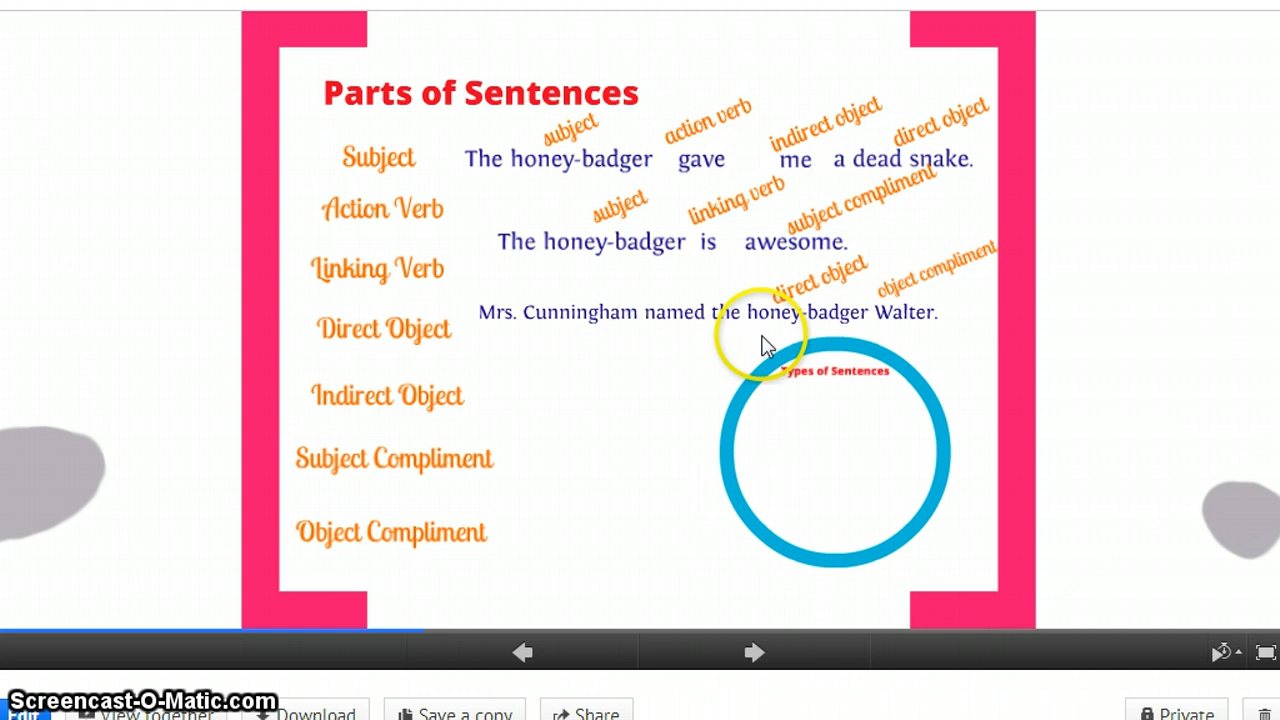 Parts of Sentences
subject
action verb
indirect object
direct object
Subject
The honey-badger gave me a dead snake.
Action Verb
subject
linking verb
subject compliment
The honey-badger is awesome.
Linking Verb
direct object
object compliment
Mrs. Cunningham named the honey-badger Walter.
Direct Object
Types of Sentences
Indirect Object
Subject Compliment
Object Compliment
Screencast-O-Matic.com
Edit
View together
Download
Save a copy
Share
Private